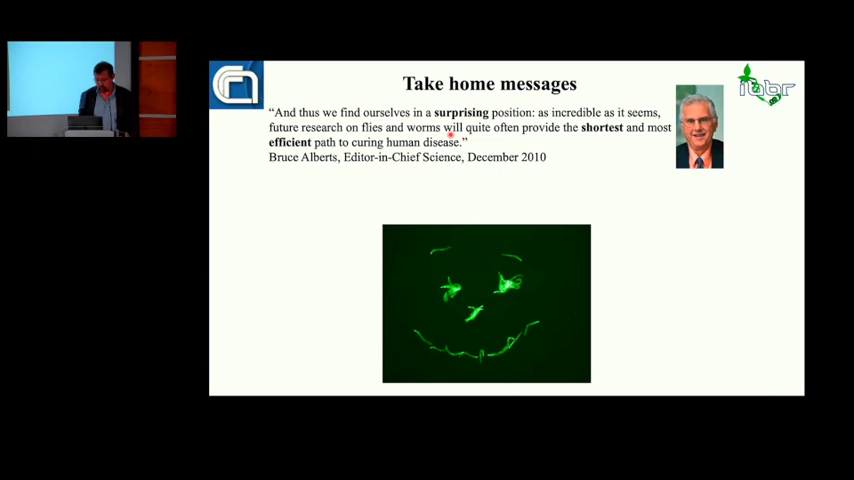 Take home messages
ibbr
“And thus we find ourselves in a surprising position: as incredible as it seems,
future research on flies and worms will quite often provide the shortest and most
efficient path to curing human disease.”
Bruce Alberts, Editor-in-Chief Science, December 2010